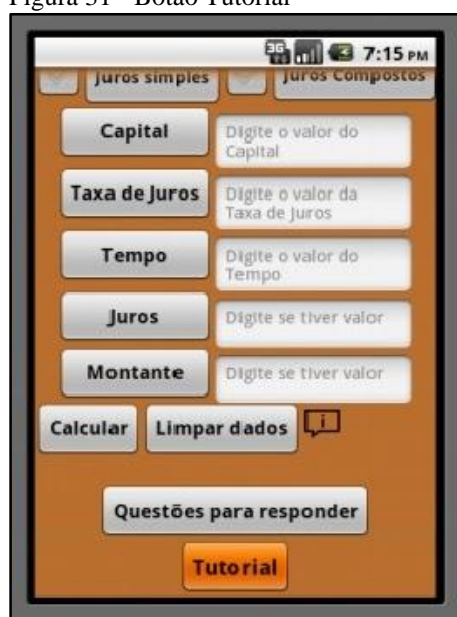 Figura 31 - Botão Tutorial
3G 7:15 PM
Juros simples Juros Compostos
Capital Digite o valor do
Capital
Taxa de Juros Digite o valor da
Taxa de Juros
Tempo Digite o valor do
Tempo
Juros Digite se tiver valor
Montante Digite se tiver valor
Calcular Limpar dados i
Questões para responder
Tutorial